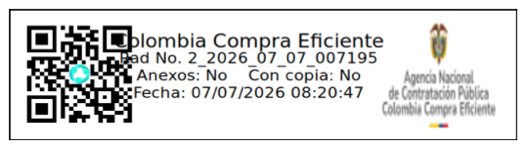 Colombia Compra Eficiente
Rad No. 2_2026_07_07_007195
Anexos: No Con copia: No
Fecha: 07/07/2026 08:20:47
Agencia Nacional
de Contratación Pública
Colombia Compra Eficiente